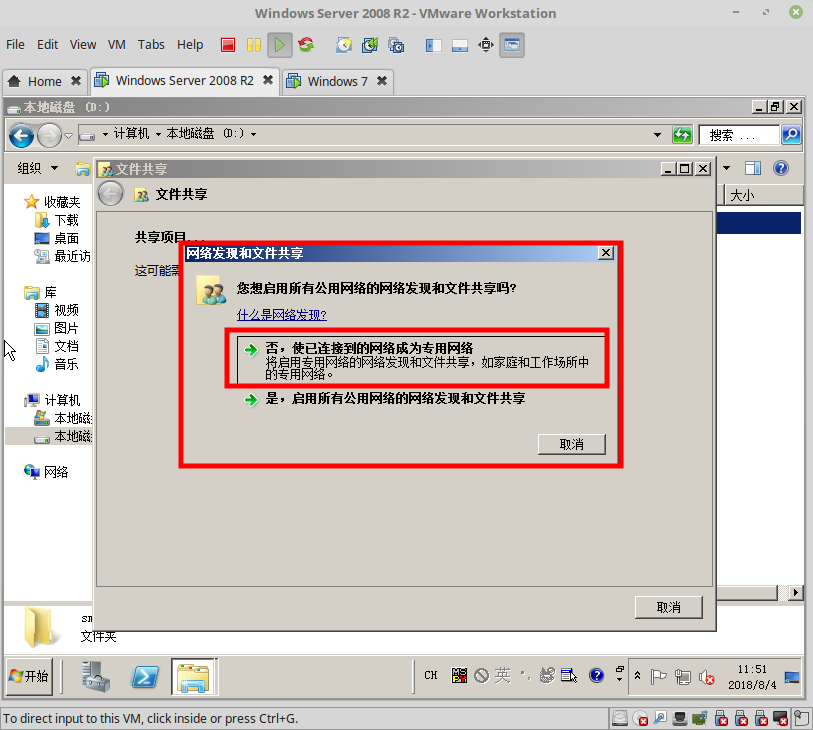 Windows Server 2008 R2 - VMware Workstation
File Edit View VM Tabs Help
Home
Windows Server 2008 R2
Windows 7
本地磁盘 (D:)
计算机
本地磁盘 (D:)
搜索 ...
组织
文件共享
文件共享
大小
收藏夹
下载
桌面
最近访
库
视频
图片
文档
音乐
计算机
本地磁
本地磁
网络
共享项目...
这可能需
网络发现和文件共享
您想启用所有公用网络的网络发现和文件共享吗?
什么是网络发现?
否，使已连接到的网络成为专用网络
将启用专用网络的网络发现和文件共享，如家庭和工作场所中
的专用网络。
是，启用所有公用网络的网络发现和文件共享
取消
取消
文件夹
开始
CH
英
11:51
2018/8/4
To direct input to this VM, click inside or press Ctrl+G.